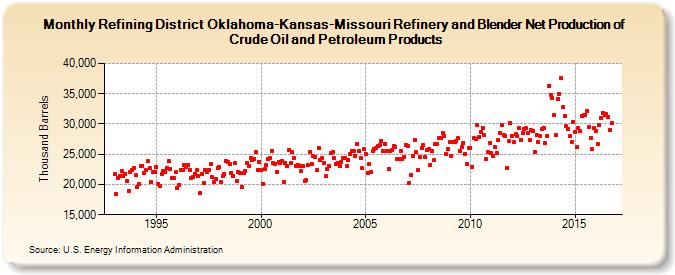 Monthly Refining District Oklahoma-Kansas-Missouri Refinery and Blender Net Production of
Crude Oil and Petroleum Products
Thousand Barrels
40,000
35,000
30,000
25,000
20,000
15,000
1995
2000
2005
2010
2015
Source: U.S. Energy Information Administration